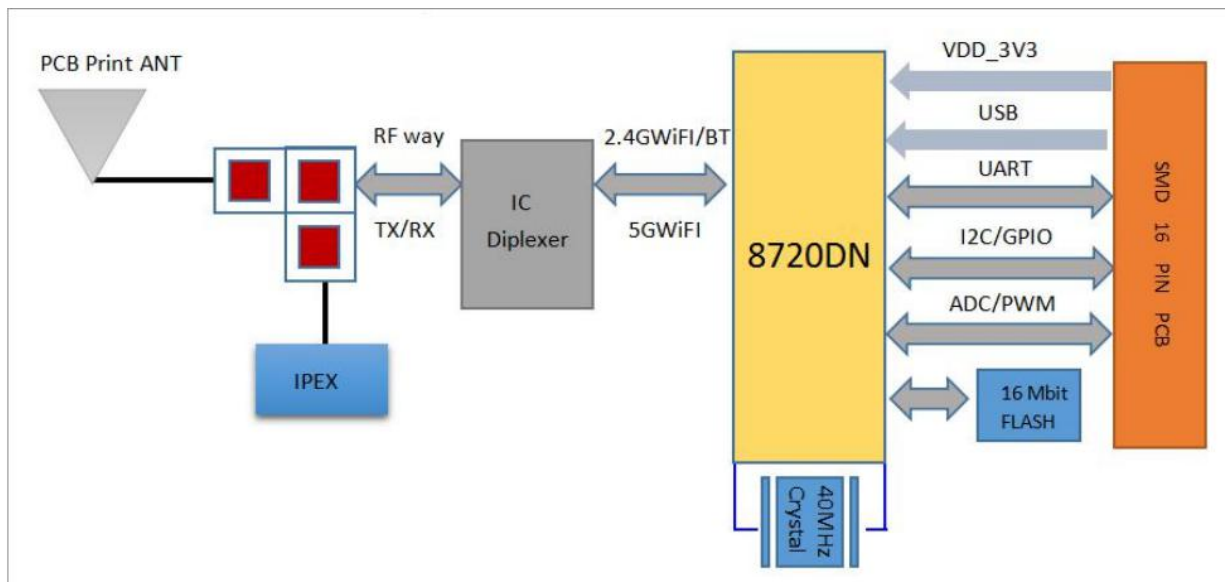 PCB Print ANT
RF way
TX/RX
IPEX
IC
Diplexer
2.4GWiFI/BT
5GWiFI
8720DN
VDD_3V3
USB
UART
I2C/GPIO
ADC/PWM
16 Mbit
FLASH
40MHz
Crystal
SMD 16 PIN PCB